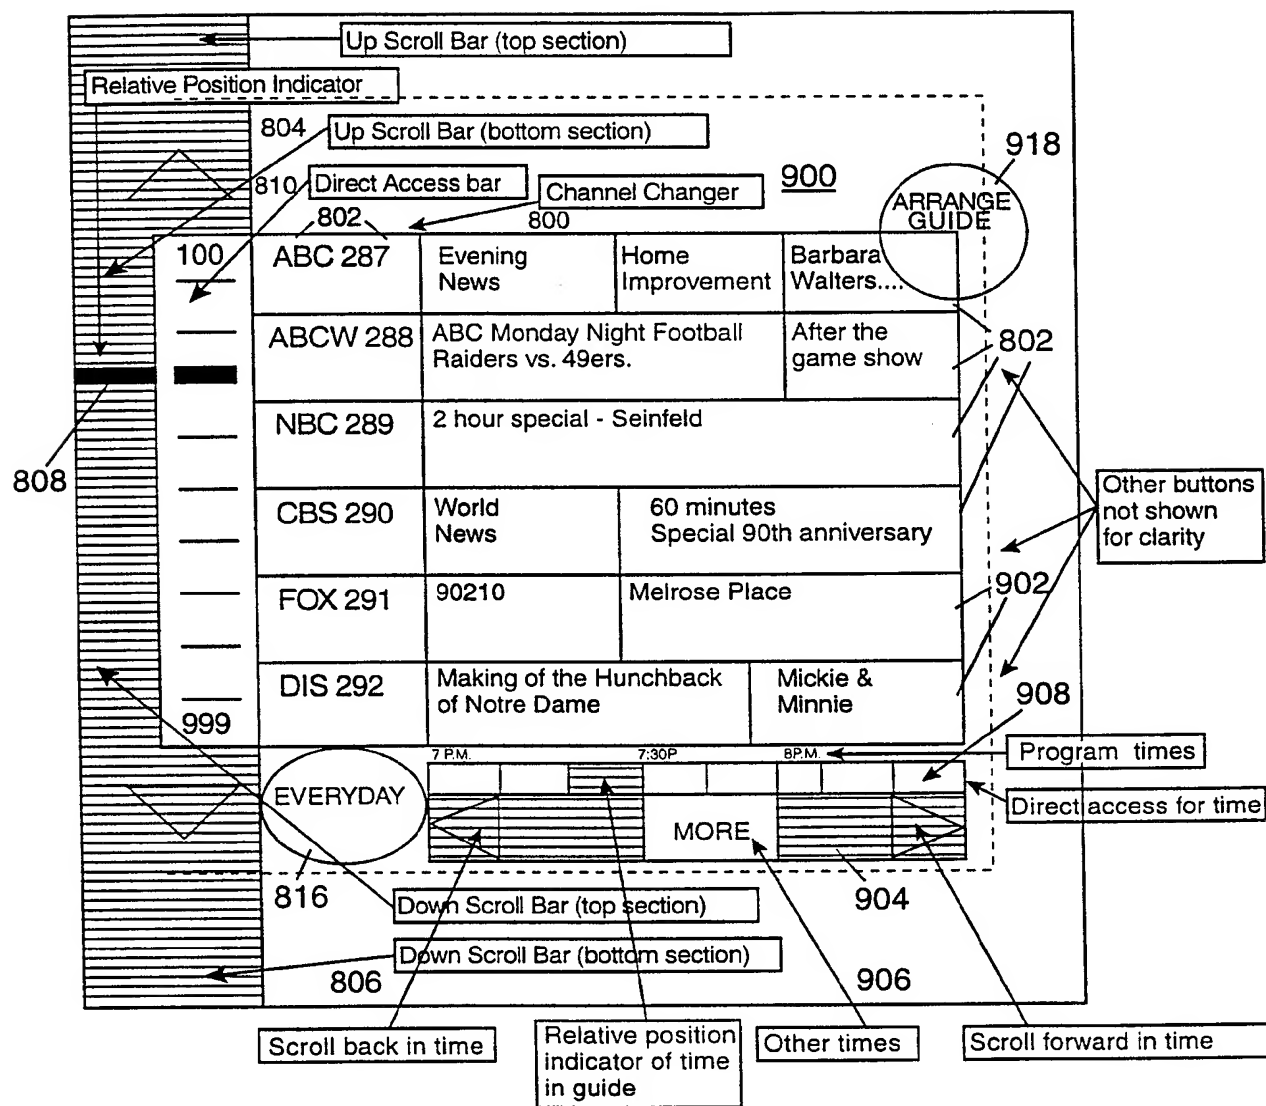 Up Scroll Bar (top section)
Relative Position Indicator
804
Up Scroll Bar (bottom section)
918
810
Direct Access bar
900
Channel Changer
ARRANGE
GUIDE
802
800
100
ABC 287
Evening
News
Home
Improvement
Barbara
Walters....
ABCW 288
ABC Monday Night Football
Raiders vs. 49ers.
After the
game show
802
NBC 289
2 hour special - Seinfeld
808
CBS 290
World
News
60 minutes
Special 90th anniversary
Other buttons
not shown
for clarity
FOX 291
90210
Melrose Place
902
DIS 292
Making of the Hunchback
of Notre Dame
Mickie &
Minnie
908
999
7 P.M.
7:30P
8P.M.
Program times
EVERYDAY
MORE
Direct access for time
816
904
Down Scroll Bar (top section)
Down Scroll Bar (bottom section)
806
906
Scroll back in time
Relative position
indicator of time
in guide
Other times
Scroll forward in time